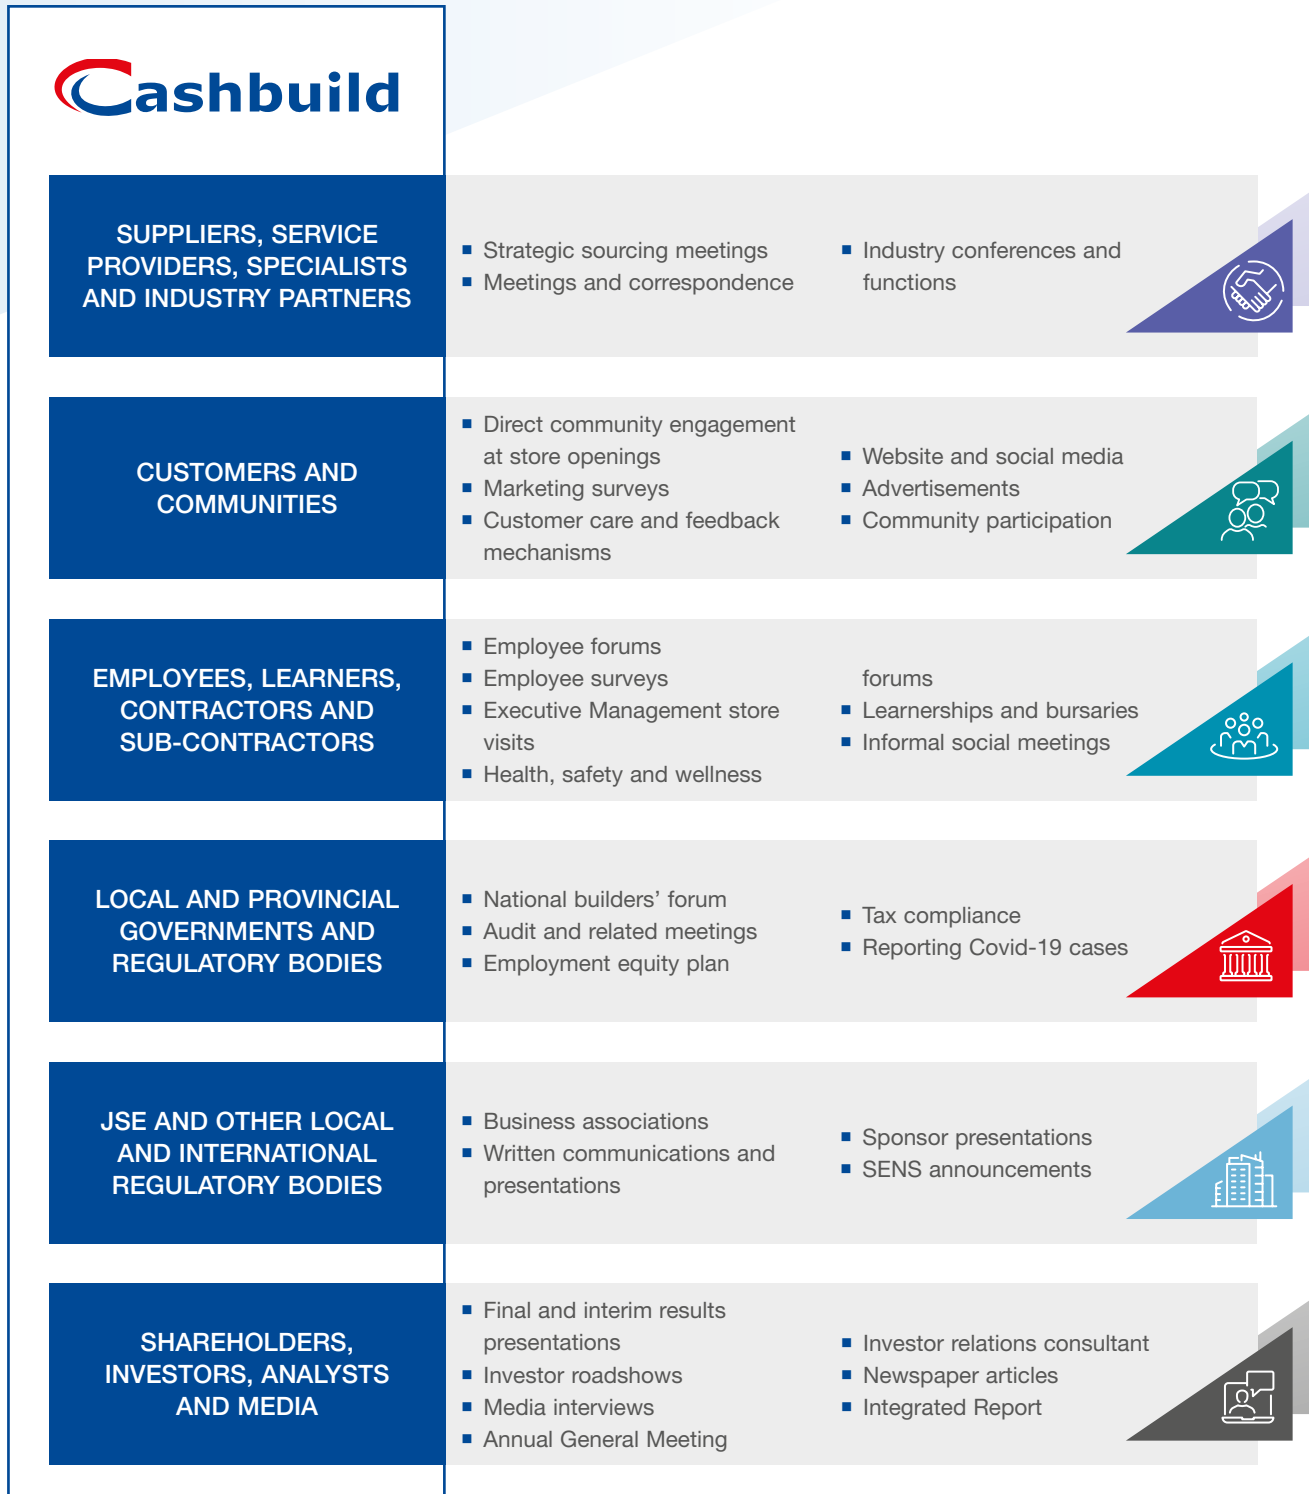 Cashbuild
SUPPLIERS, SERVICE
PROVIDERS, SPECIALISTS
AND INDUSTRY PARTNERS
▪ Strategic sourcing meetings
▪ Meetings and correspondence
▪ Industry conferences and
functions
CUSTOMERS AND
COMMUNITIES
▪ Direct community engagement
at store openings
▪ Marketing surveys
▪ Customer care and feedback
mechanisms
▪ Website and social media
▪ Advertisements
▪ Community participation
EMPLOYEES, LEARNERS,
CONTRACTORS AND
SUB-CONTRACTORS
▪ Employee forums
▪ Employee surveys
▪ Executive Management store
visits
▪ Health, safety and wellness
forums
▪ Learnerships and bursaries
▪ Informal social meetings
LOCAL AND PROVINCIAL
GOVERNMENTS AND
REGULATORY BODIES
▪ National builders’ forum
▪ Audit and related meetings
▪ Employment equity plan
▪ Tax compliance
▪ Reporting Covid-19 cases
JSE AND OTHER LOCAL
AND INTERNATIONAL
REGULATORY BODIES
▪ Business associations
▪ Written communications and
presentations
▪ Sponsor presentations
▪ SENS announcements
SHAREHOLDERS,
INVESTORS, ANALYSTS
AND MEDIA
▪ Final and interim results
presentations
▪ Investor roadshows
▪ Media interviews
▪ Annual General Meeting
▪ Investor relations consultant
▪ Newspaper articles
▪ Integrated Report